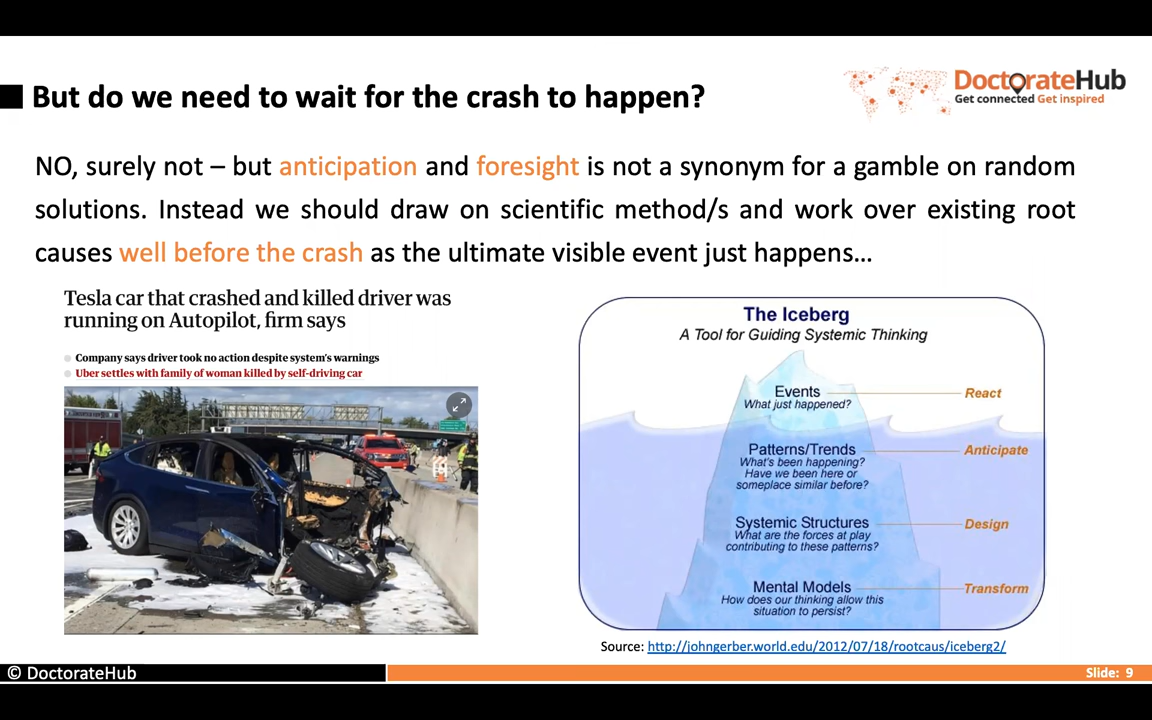 But do we need to wait for the crash to happen?
DoctorateHub
Get connected Get inspired
NO, surely not – but anticipation and foresight is not a synonym for a gamble on random
solutions. Instead we should draw on scientific method/s and work over existing root
causes well before the crash as the ultimate visible event just happens…
Tesla car that crashed and killed driver was
running on Autopilot, firm says
Company says driver took no action despite system's warnings
Uber settles with family of woman killed by self-driving car
The Iceberg
A Tool for Guiding Systemic Thinking
Events
What just happened?
React
Patterns/Trends
What's been happening?
Have we been here or
someplace similar before?
Anticipate
Systemic Structures
What are the forces at play
contributing to these patterns?
Design
Mental Models
How does our thinking allow this
situation to persist?
Transform
Source: http://johngerber.world.edu/2012/07/18/rootcaus/iceberg2/
© DoctorateHub
Slide: 9